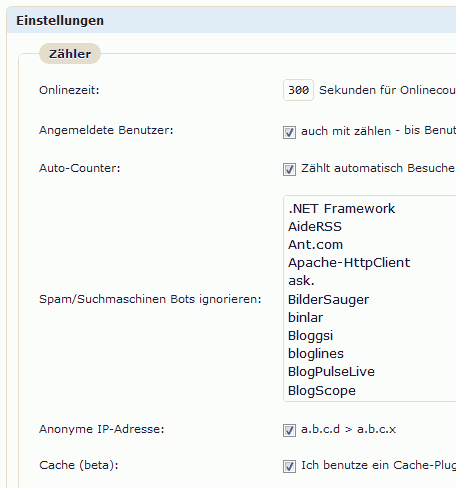 Einstellungen
Zähler
Onlinezeit: 300 Sekunden für Onlinecou
Angemeldete Benutzer: auch mit zählen - bis Benut
Auto-Counter: Zählt automatisch Besuche
Spam/Suchmaschinen Bots ignorieren:
.NET Framework
AideRSS
Ant.com
Apache-HttpClient
ask.
BilderSauger
binlar
Bloggsi
bloglines
BlogPulseLive
BlogScope
Anonyme IP-Adresse: a.b.c.d > a.b.c.x
Cache (beta): Ich benutze ein Cache-Plug